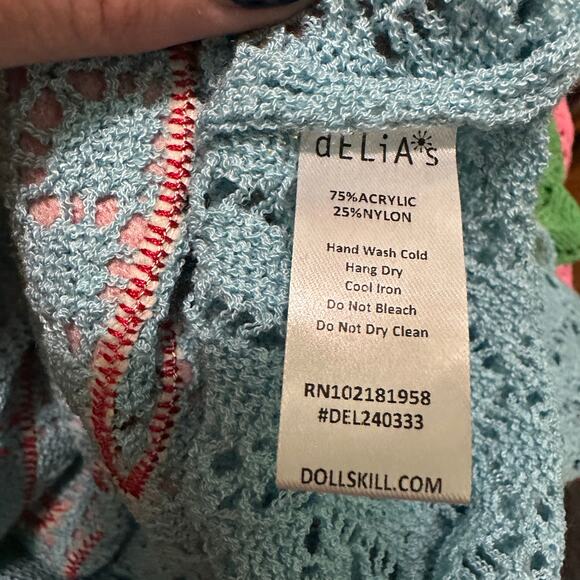 dELiA*s
75%ACRYLIC
25%NYLON
Hand Wash Cold
Hang Dry
Cool Iron
Do Not Bleach
Do Not Dry Clean
RN102181958
#DEL240333
DOLLSKILL.COM